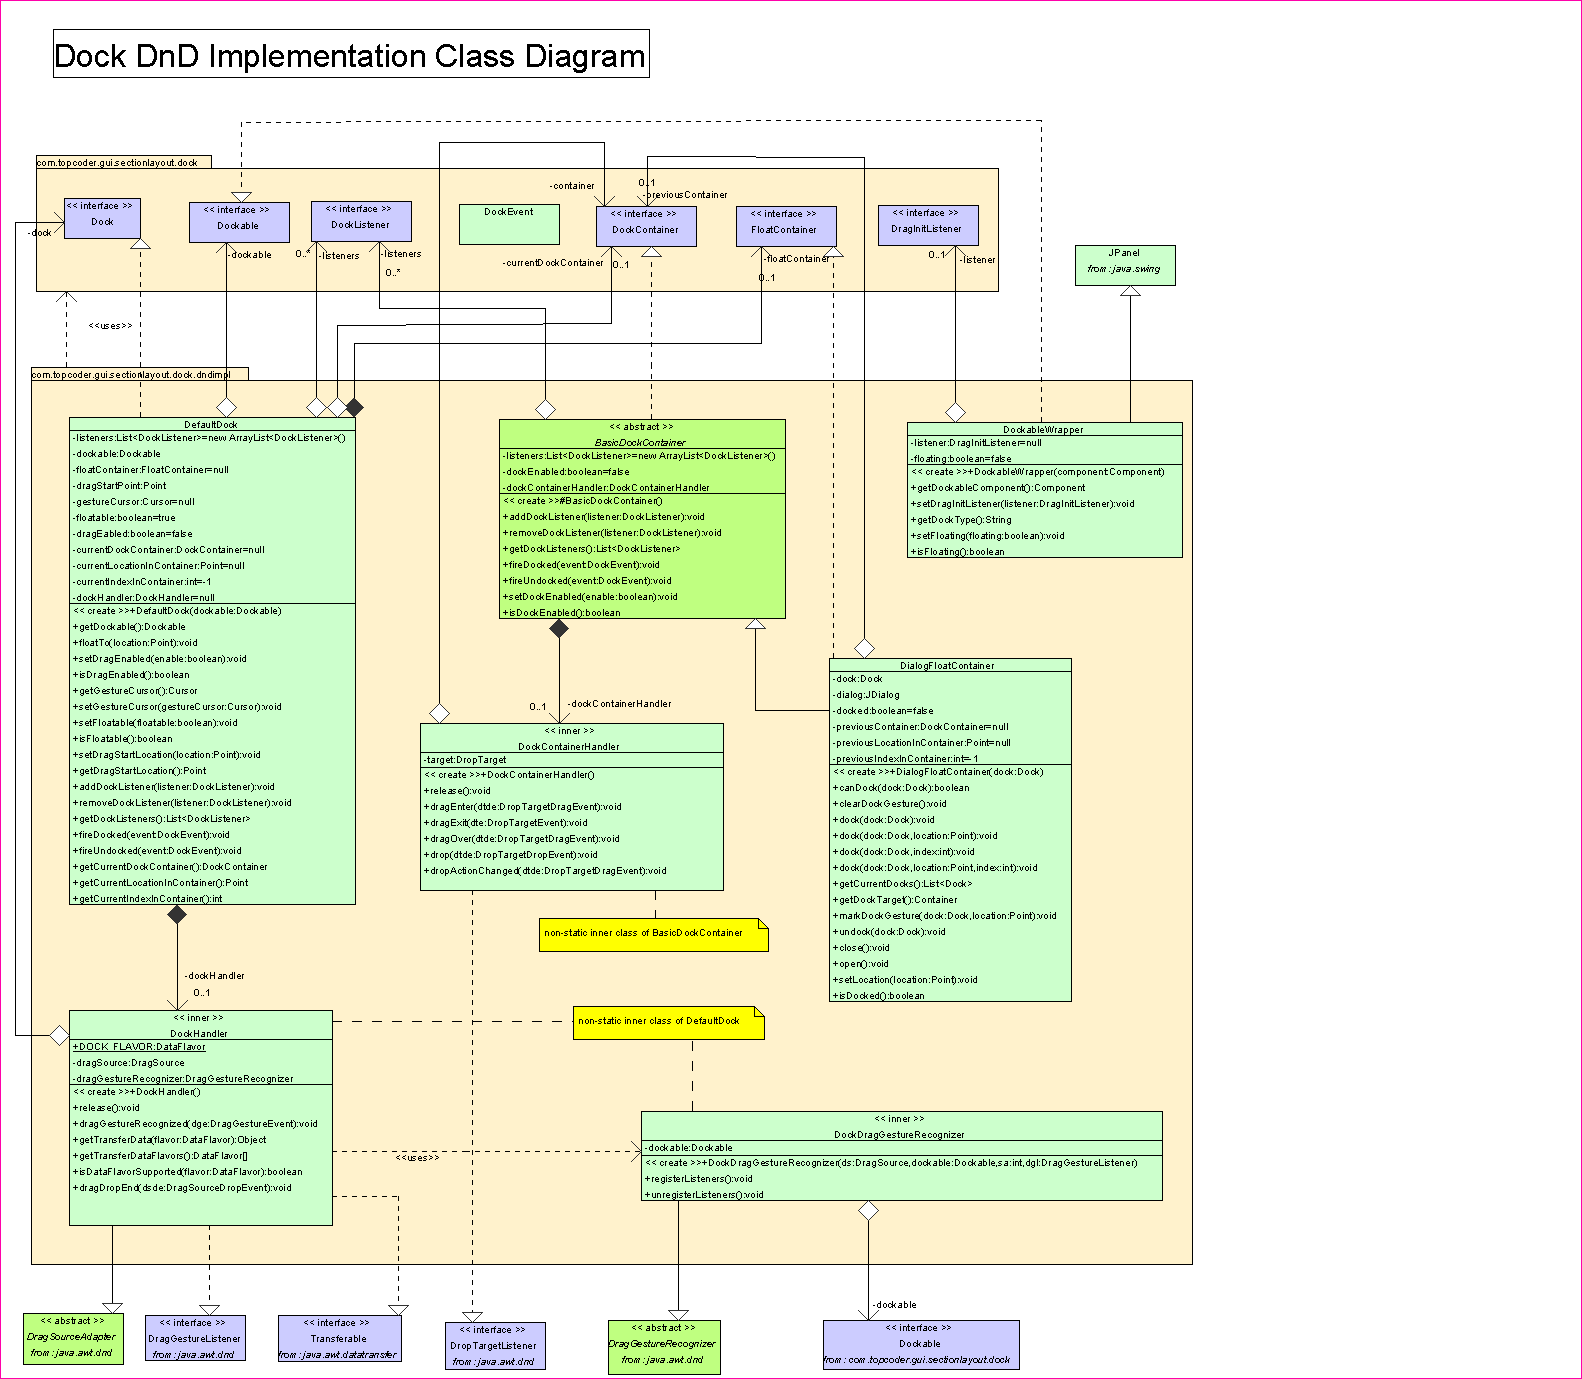 Dock DnD Implementation Class Diagram
com.topcoder.gui.sectionlayout.dock
<< interface >>
Dock
-dock
<< interface >>
Dockable
-dockable
<< interface >>
DockListener
0..*
-listeners
-listeners
0..*
DockEvent
-container
0..1
-previousContainer
<< interface >>
DockContainer
-currentDockContainer
0..1
<< interface >>
FloatContainer
-floatContainer
0..1
<< interface >>
DragInitListener
0..1
-listener
JPanel
from : java.swing
<<uses>>
com.topcoder.gui.sectionlayout.dock.dndimpl
DefaultDock
-listeners:List<DockListener>=new ArrayList<DockListener>()
-dockable:Dockable
-floatContainer:FloatContainer=null
-dragStartPoint:Point
-gestureCursor:Cursor=null
-floatable:boolean=true
-dragEabled:boolean=false
-currentDockContainer:DockContainer=null
-currentLocationInContainer:Point=null
-currentIndexInContainer:int=-1
-dockHandler:DockHandler=null
<< create >>+DefaultDock(dockable:Dockable)
+getDockable():Dockable
+floatTo(location:Point):void
+setDragEnabled(enable:boolean):void
+isDragEnabled():boolean
+getGestureCursor():Cursor
+setGestureCursor(gestureCursor:Cursor):void
+setFloatable(floatable:boolean):void
+isFloatable():boolean
+setDragStartLocation(location:Point):void
+getDragStartLocation():Point
+addDockListener(listener:DockListener):void
+removeDockListener(listener:DockListener):void
+getDockListeners():List<DockListener>
+fireDocked(event:DockEvent):void
+fireUndocked(event:DockEvent):void
+getCurrentDockContainer():DockContainer
+getCurrentLocationInContainer():Point
+getCurrentIndexInContainer():int
<< abstract >>
BasicDockContainer
-listeners:List<DockListener>=new ArrayList<DockListener>()
-dockEnabled:boolean=false
-dockContainerHandler:DockContainerHandler
<< create >>#BasicDockContainer()
+addDockListener(listener:DockListener):void
+removeDockListener(listener:DockListener):void
+getDockListeners():List<DockListener>
+fireDocked(event:DockEvent):void
+fireUndocked(event:DockEvent):void
+setDockEnabled(enable:boolean):void
+isDockEnabled():boolean
DockableWrapper
-listener:DragInitListener=null
-floating:boolean=false
<< create >>+DockableWrapper(component:Component)
+getDockableComponent():Component
+setDragInitListener(listener:DragInitListener):void
+getDockType():String
+setFloating(floating:boolean):void
+isFloating():boolean
0..1
-dockContainerHandler
<< inner >>
DockContainerHandler
-target:DropTarget
<< create >>+DockContainerHandler()
+release():void
+dragEnter(dtde:DropTargetDragEvent):void
+dragExit(dte:DropTargetEvent):void
+dragOver(dtde:DropTargetDragEvent):void
+drop(dtde:DropTargetDropEvent):void
+dropActionChanged(dtde:DropTargetDragEvent):void
DialogFloatContainer
-dock:Dock
-dialog:JDialog
-docked:boolean=false
-previousContainer:DockContainer=null
-previousLocationInContainer:Point=null
-previousIndexInContainer:int=-1
<< create >>+DialogFloatContainer(dock:Dock)
+canDock(dock:Dock):boolean
+clearDockGesture():void
+dock(dock:Dock):void
+dock(dock:Dock,location:Point):void
+dock(dock:Dock,index:int):void
+dock(dock:Dock,location:Point,index:int):void
+getCurrentDocks():List<Dock>
+getDockTarget():Container
+markDockGesture(dock:Dock,location:Point):void
+undock(dock:Dock):void
+close():void
+open():void
+setLocation(location:Point):void
+isDocked():boolean
non-static inner class of BasicDockContainer
-dockHandler
0..1
<< inner >>
DockHandler
+DOCK_FLAVOR:DataFlavor
-dragSource:DragSource
-dragGestureRecognizer:DragGestureRecognizer
<< create >>+DockHandler()
+release():void
+dragGestureRecognized(dge:DragGestureEvent):void
+getTransferData(flavor:DataFlavor):Object
+getTransferDataFlavors():DataFlavor[]
+isDataFlavorSupported(flavor:DataFlavor):boolean
+dragDropEnd(dsde:DragSourceDropEvent):void
non-static inner class of DefaultDock
<<uses>>
<< inner >>
DockDragGestureRecognizer
-dockable:Dockable
<< create >>+DockDragGestureRecognizer(ds:DragSource,dockable:Dockable,sa:int,dgl:DragGestureListener)
+registerListeners():void
+unregisterListeners():void
-dockable
<< abstract >>
DragSourceAdapter
from : java.awt.dnd
<< interface >>
DragGestureListener
from : java.awt.dnd
<< interface >>
Transferable
from : java.awt.datatransfer
<< interface >>
DropTargetListener
from : java.awt.dnd
<< abstract >>
DragGestureRecognizer
from : java.awt.dnd
<< interface >>
Dockable
from : com.topcoder.gui.sectionlayout.dock